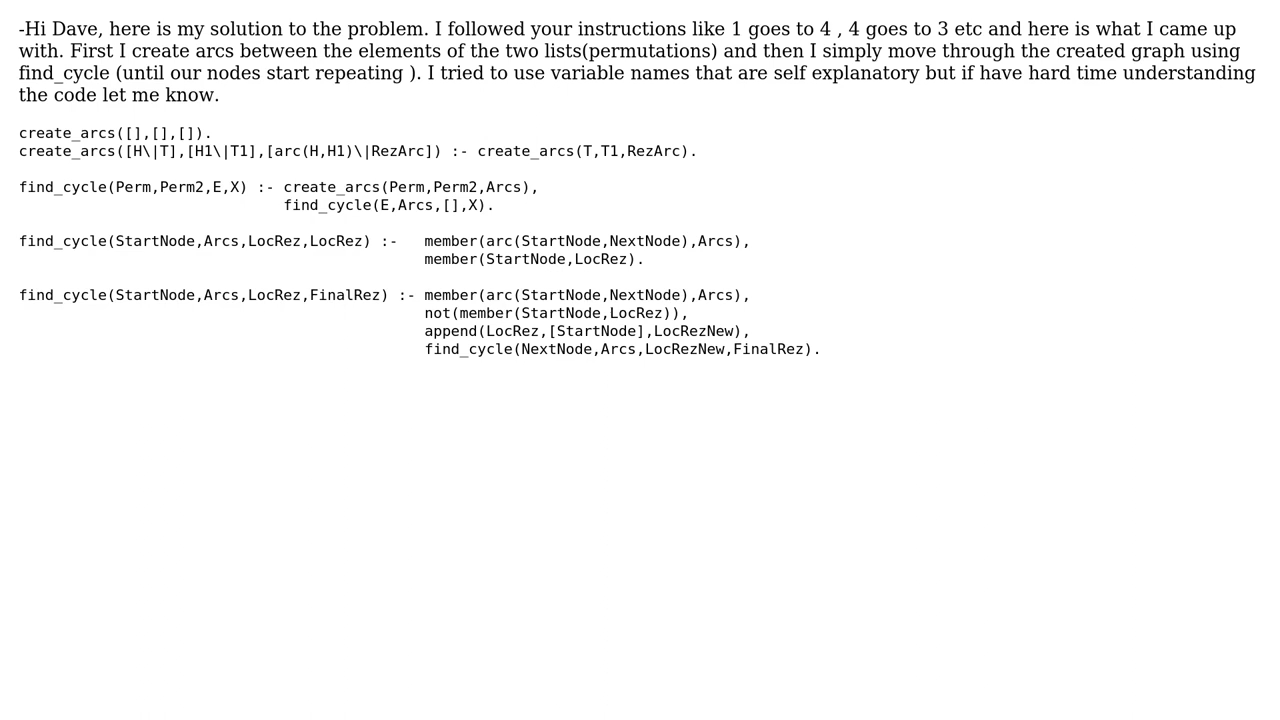 -Hi Dave, here is my solution to the problem. I followed your instructions like 1 goes to 4 , 4 goes to 3 etc and here is what I came up
with. First I create arcs between the elements of the two lists(permutations) and then I simply move through the created graph using
find_cycle (until our nodes start repeating ). I tried to use variable names that are self explanatory but if have hard time understanding
the code let me know.
create_arcs([],[],[]).
create_arcs([H\|T],[H1\|T1],[arc(H,H1)\|RezArc]) :- create_arcs(T,T1,RezArc).
find_cycle(Perm,Perm2,E,X) :- create_arcs(Perm,Perm2,Arcs),
find_cycle(E,Arcs,[],X).
find_cycle(StartNode,Arcs,LocRez,LocRez) :-   member(arc(StartNode,NextNode),Arcs),
member(StartNode,LocRez).
find_cycle(StartNode,Arcs,LocRez,FinalRez) :- member(arc(StartNode,NextNode),Arcs),
not(member(StartNode,LocRez)),
append(LocRez,[StartNode],LocRezNew),
find_cycle(NextNode,Arcs,LocRezNew,FinalRez).